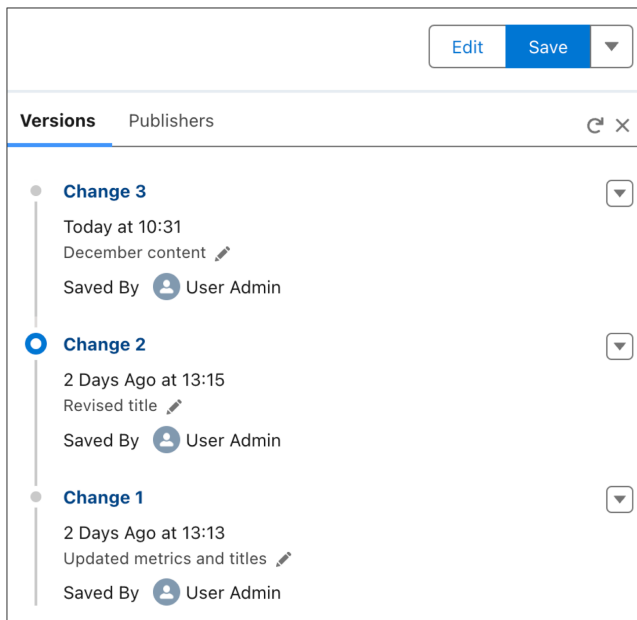 Edit Save
Versions Publishers
Change 3
Today at 10:31
December content
Saved By User Admin
Change 2
2 Days Ago at 13:15
Revised title
Saved By User Admin
Change 1
2 Days Ago at 13:13
Updated metrics and titles
Saved By User Admin